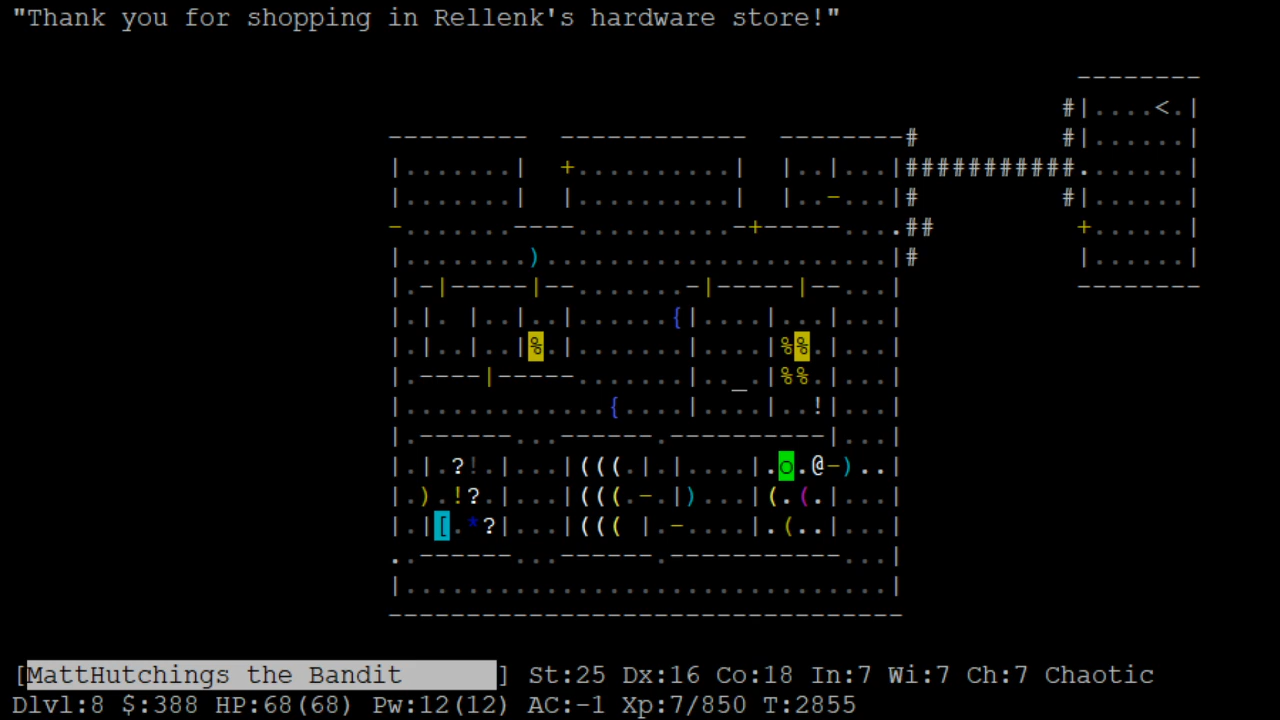 "Thank you for shopping in Rellenk's hardware store!"
[MattHutchings the Bandit ] St:25 Dx:16 Co:18 In:7 Wi:7 Ch:7 Chaotic
Dlvl:8 $:388 HP:68(68) Pw:12(12) AC:-1 Xp:7/850 T:2855